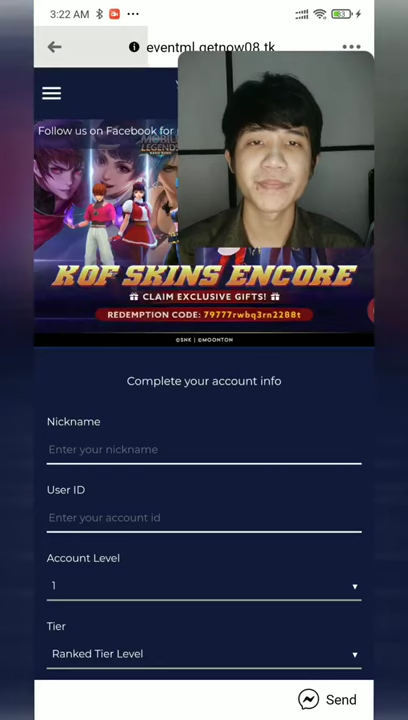 3:22 AM
eventml.getnow08.tk
Follow us on Facebook for
MOBILE
LEGENDS
KOF SKINS ENCORE
CLAIM EXCLUSIVE GIFTS!
REDEMPTION CODE: 79777rwbq3rn2288t
©SNK | ©MOONTON
Complete your account info
Nickname
Enter your nickname
User ID
Enter your account id
Account Level
1
Tier
Ranked Tier Level
Send